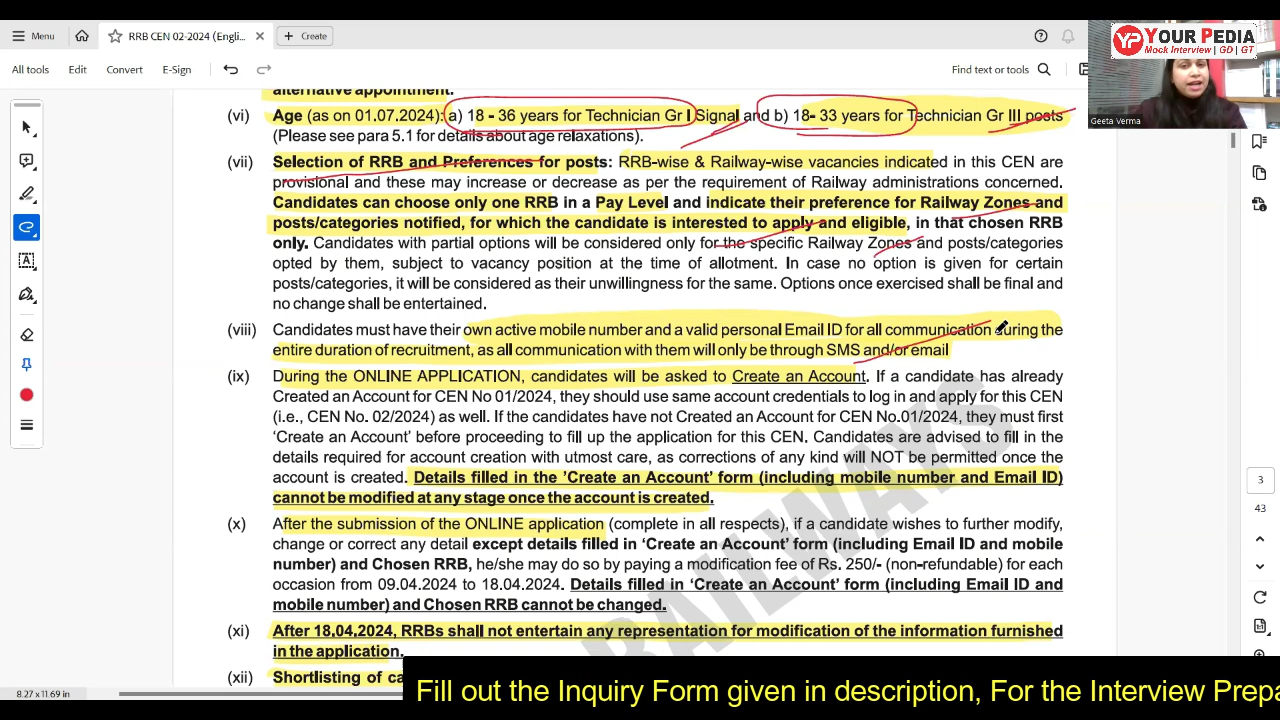 Menu
RRB CEN 02-2024 (Engli...
Create
YP YOUR PEDIA
Mock Interview | GD | GT
All tools
Edit
Convert
E-Sign
Find text or tools
Geeta Verma
alternative appointment.
(vi) Age (as on 01.07.2024): a) 18 - 36 years for Technician Gr I Signal and b) 18- 33 years for Technician Gr III posts
(Please see para 5.1 for details about age relaxations).
(vii) Selection of RRB and Preferences for posts: RRB-wise & Railway-wise vacancies indicated in this CEN are
provisional and these may increase or decrease as per the requirement of Railway administrations concerned.
Candidates can choose only one RRB in a Pay Level and indicate their preference for Railway Zones and
posts/categories notified, for which the candidate is interested to apply and eligible, in that chosen RRB
only. Candidates with partial options will be considered only for the specific Railway Zones and posts/categories
opted by them, subject to vacancy position at the time of allotment. In case no option is given for certain
posts/categories, it will be considered as their unwillingness for the same. Options once exercised shall be final and
no change shall be entertained.
(viii) Candidates must have their own active mobile number and a valid personal Email ID for all communication during the
entire duration of recruitment, as all communication with them will only be through SMS and/or email
(ix) During the ONLINE APPLICATION, candidates will be asked to Create an Account. If a candidate has already
Created an Account for CEN No 01/2024, they should use same account credentials to log in and apply for this CEN
(i.e., CEN No. 02/2024) as well. If the candidates have not Created an Account for CEN No.01/2024, they must first
‘Create an Account’ before proceeding to fill up the application for this CEN. Candidates are advised to fill in the
details required for account creation with utmost care, as corrections of any kind will NOT be permitted once the
account is created. Details filled in the ’Create an Account’ form (including mobile number and Email ID)
cannot be modified at any stage once the account is created.
(x) After the submission of the ONLINE application (complete in all respects), if a candidate wishes to further modify,
change or correct any detail except details filled in ‘Create an Account’ form (including Email ID and mobile
number) and Chosen RRB, he/she may do so by paying a modification fee of Rs. 250/- (non-refundable) for each
occasion from 09.04.2024 to 18.04.2024. Details filled in ‘Create an Account’ form (including Email ID and
mobile number) and Chosen RRB cannot be changed.
(xi) After 18.04.2024, RRBs shall not entertain any representation for modification of the information furnished
in the application.
(xii) Shortlisting of ca
RAILWAYS
3
43
8.27 x 11.69 in
Fill out the Inquiry Form given in description, For the Interview Prepa